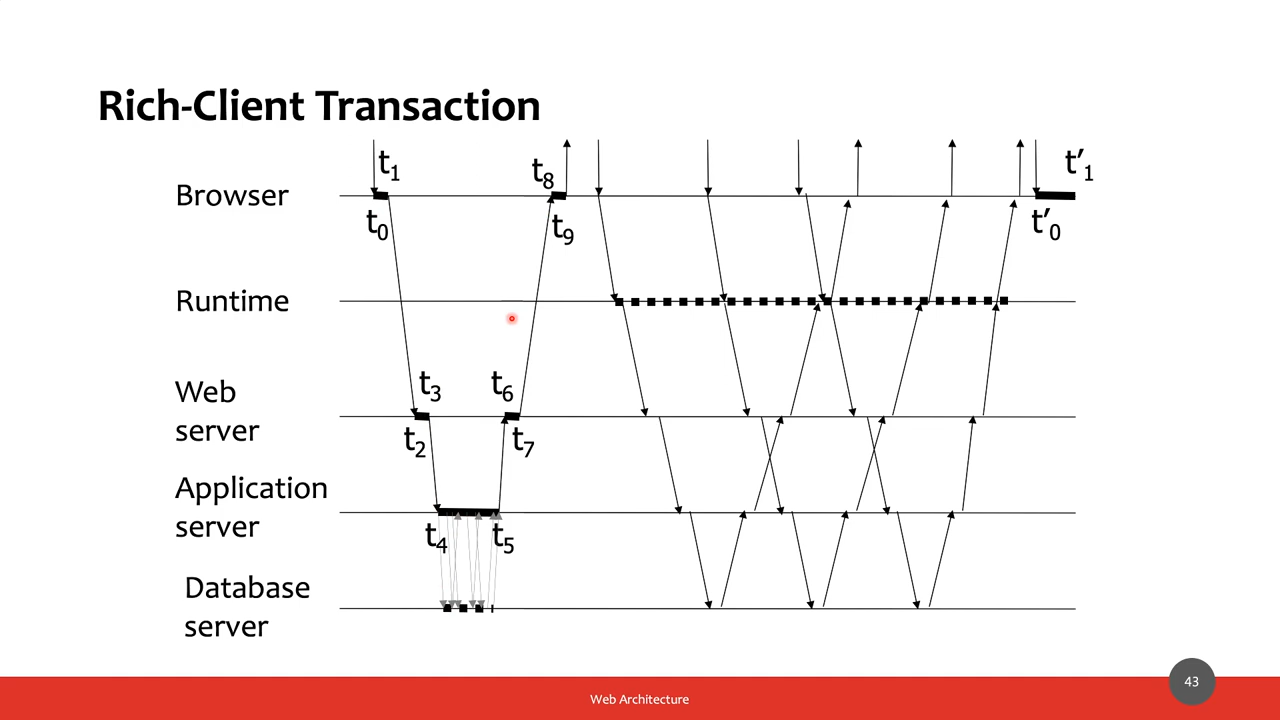 Rich-Client Transaction
t₁
t₈
t′₁
Browser
t₀
t₉
t′₀
Runtime
t₃
t₆
Web
server
t₂
t₇
Application
server
t₄
t₅
Database
server
Web Architecture
43